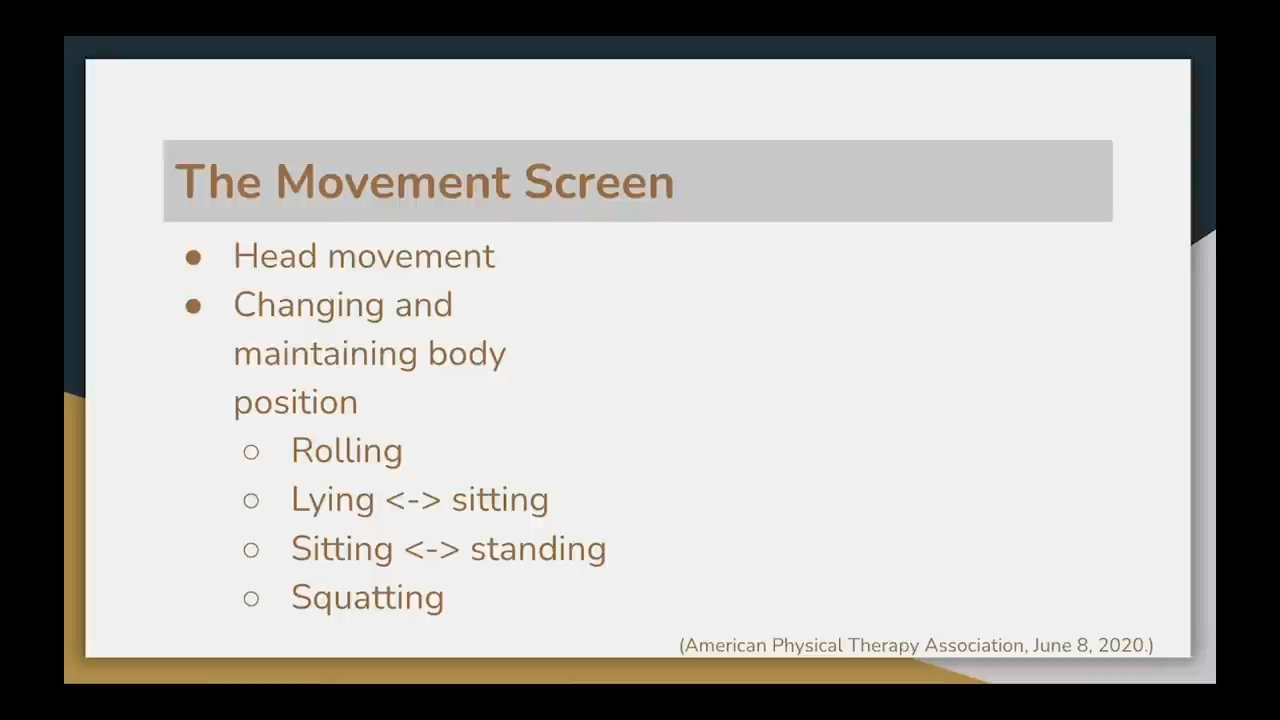 The Movement Screen
● Head movement
● Changing and
maintaining body
position
○ Rolling
○ Lying <-> sitting
○ Sitting <-> standing
○ Squatting
(American Physical Therapy Association, June 8, 2020.)